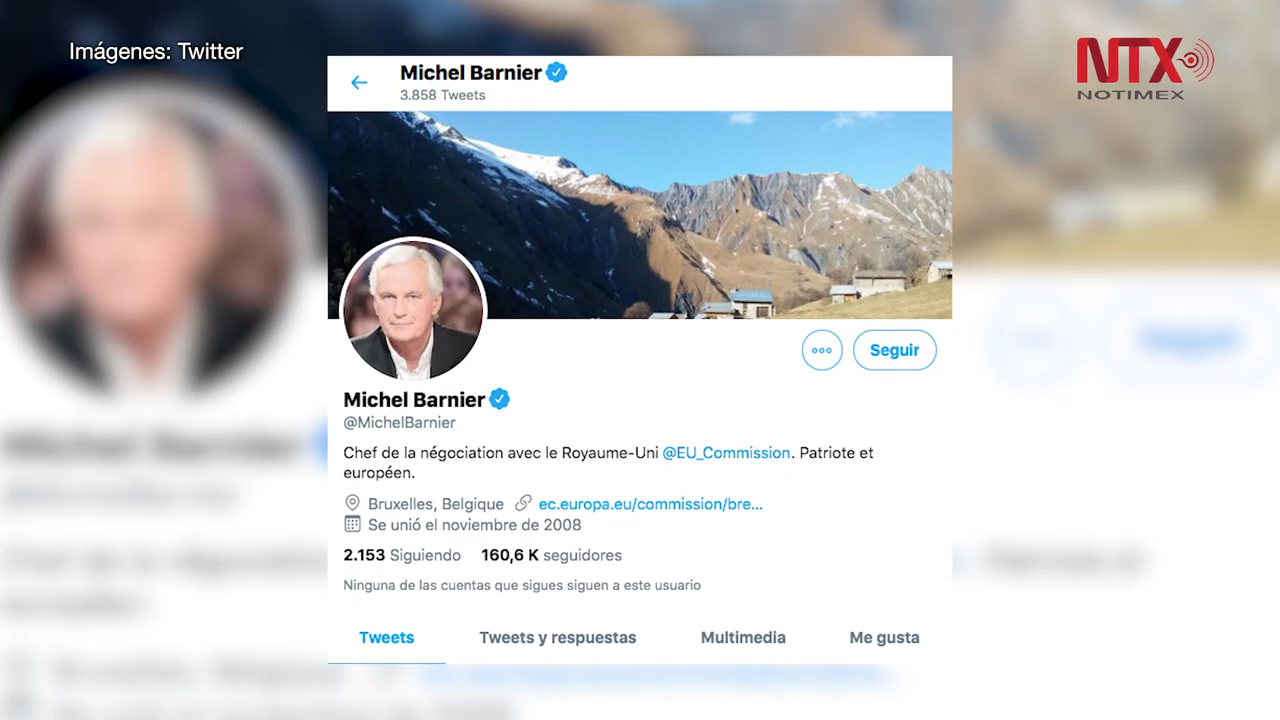 Imágenes: Twitter
NTX
NOTIMEX
Michel Barnier
3.858 Tweets
Seguir
Michel Barnier
@MichelBarnier
Chef de la négociation avec le Royaume-Uni @EU_Commission. Patriote et
européen.
Bruxelles, Belgique ec.europa.eu/commission/bre...
Se unió el noviembre de 2008
2.153 Siguiendo 160,6 K seguidores
Ninguna de las cuentas que sigues siguen a este usuario
Tweets Tweets y respuestas Multimedia Me gusta